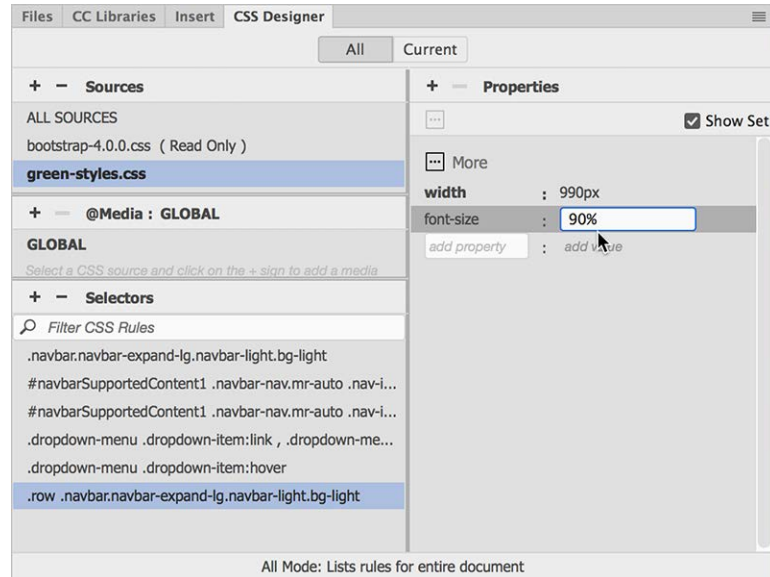 Files CC Libraries Insert CSS Designer
All Current
+ − Sources
ALL SOURCES
bootstrap-4.0.0.css ( Read Only )
green-styles.css
+ − @Media : GLOBAL
GLOBAL
Select a CSS source and click on the + sign to add a media
+ − Selectors
Filter CSS Rules
.navbar.navbar-expand-lg.navbar-light.bg-light
#navbarSupportedContent1 .navbar-nav.mr-auto .nav-i...
#navbarSupportedContent1 .navbar-nav.mr-auto .nav-i...
.dropdown-menu .dropdown-item:link , .dropdown-me...
.dropdown-menu .dropdown-item:hover
.row .navbar.navbar-expand-lg.navbar-light.bg-light
+ − Properties
Show Set
More
width : 990px
font-size : 90%
add property : add value
All Mode: Lists rules for entire document